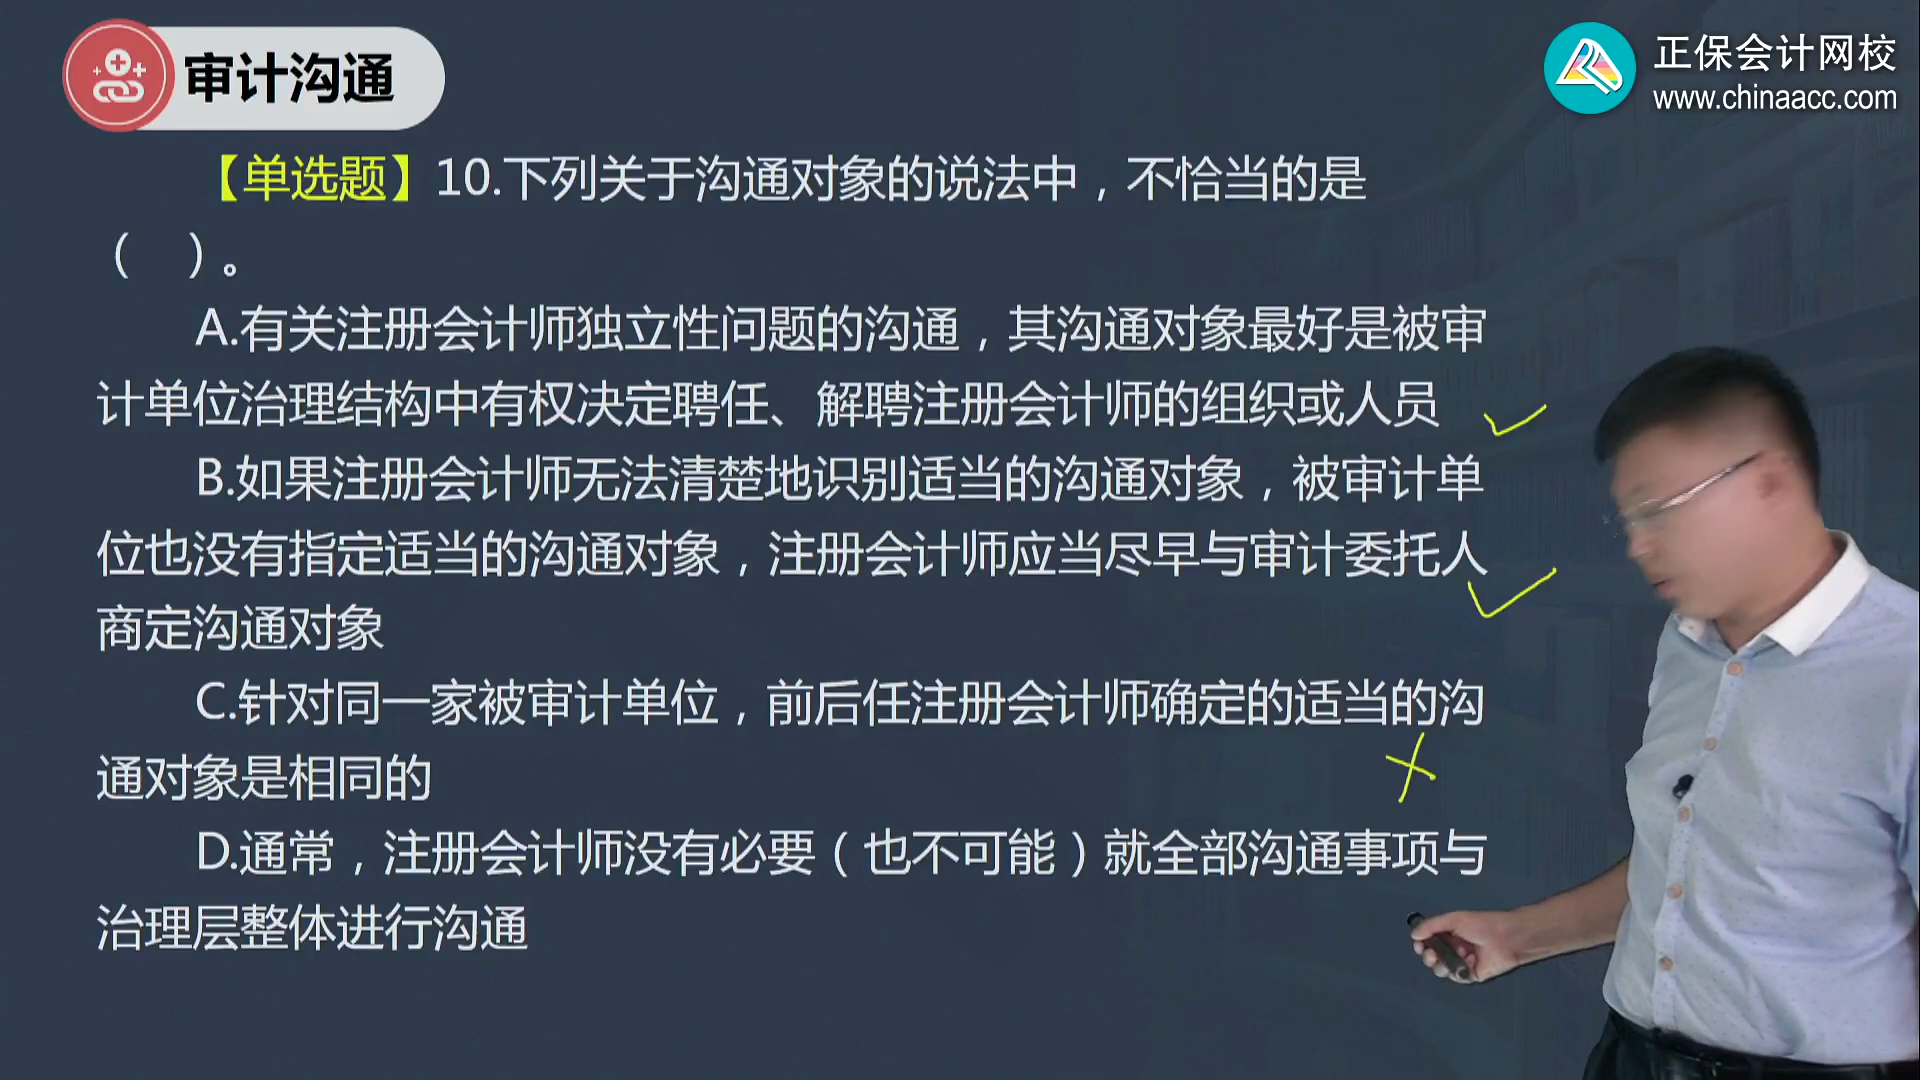 审计沟通
正保会计网校
www.chinaacc.com
【单选题】10.下列关于沟通对象的说法中，不恰当的是
（ ）。
A.有关注册会计师独立性问题的沟通，其沟通对象最好是被审
计单位治理结构中有权决定聘任、解聘注册会计师的组织或人员
B.如果注册会计师无法清楚地识别适当的沟通对象，被审计单
位也没有指定适当的沟通对象，注册会计师应当尽早与审计委托人
商定沟通对象
C.针对同一家被审计单位，前后任注册会计师确定的适当的沟
通对象是相同的
D.通常，注册会计师没有必要（也不可能）就全部沟通事项与
治理层整体进行沟通